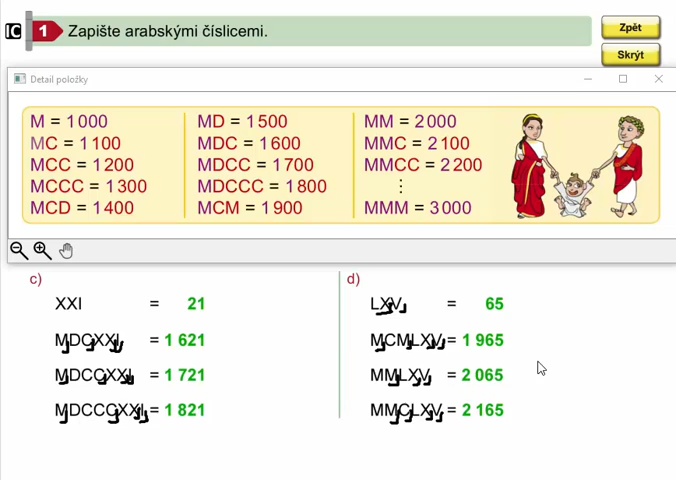 1 Zapište arabskými číslicemi.
Zpět
Skrýt
Detail položky
M = 1 000
MC = 1 100
MCC = 1 200
MCCC = 1 300
MCD = 1 400
MD = 1 500
MDC = 1 600
MDCC = 1 700
MDCCC = 1 800
MCM = 1 900
MM = 2 000
MMC = 2 100
MMCC = 2 200
⋮
MMM = 3 000
c)
XXI = 21
MDCXXI = 1 621
MDCCXXI = 1 721
MDCCCXXI = 1 821
d)
LXV = 65
MCMLXV = 1 965
MMLXV = 2 065
MMCLXV = 2 165